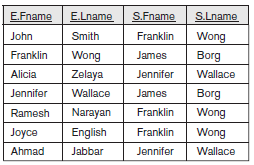 E.Fname E.Lname S.Fname S.Lname
John Smith Franklin Wong
Franklin Wong James Borg
Alicia Zelaya Jennifer Wallace
Jennifer Wallace James Borg
Ramesh Narayan Franklin Wong
Joyce English Franklin Wong
Ahmad Jabbar Jennifer Wallace